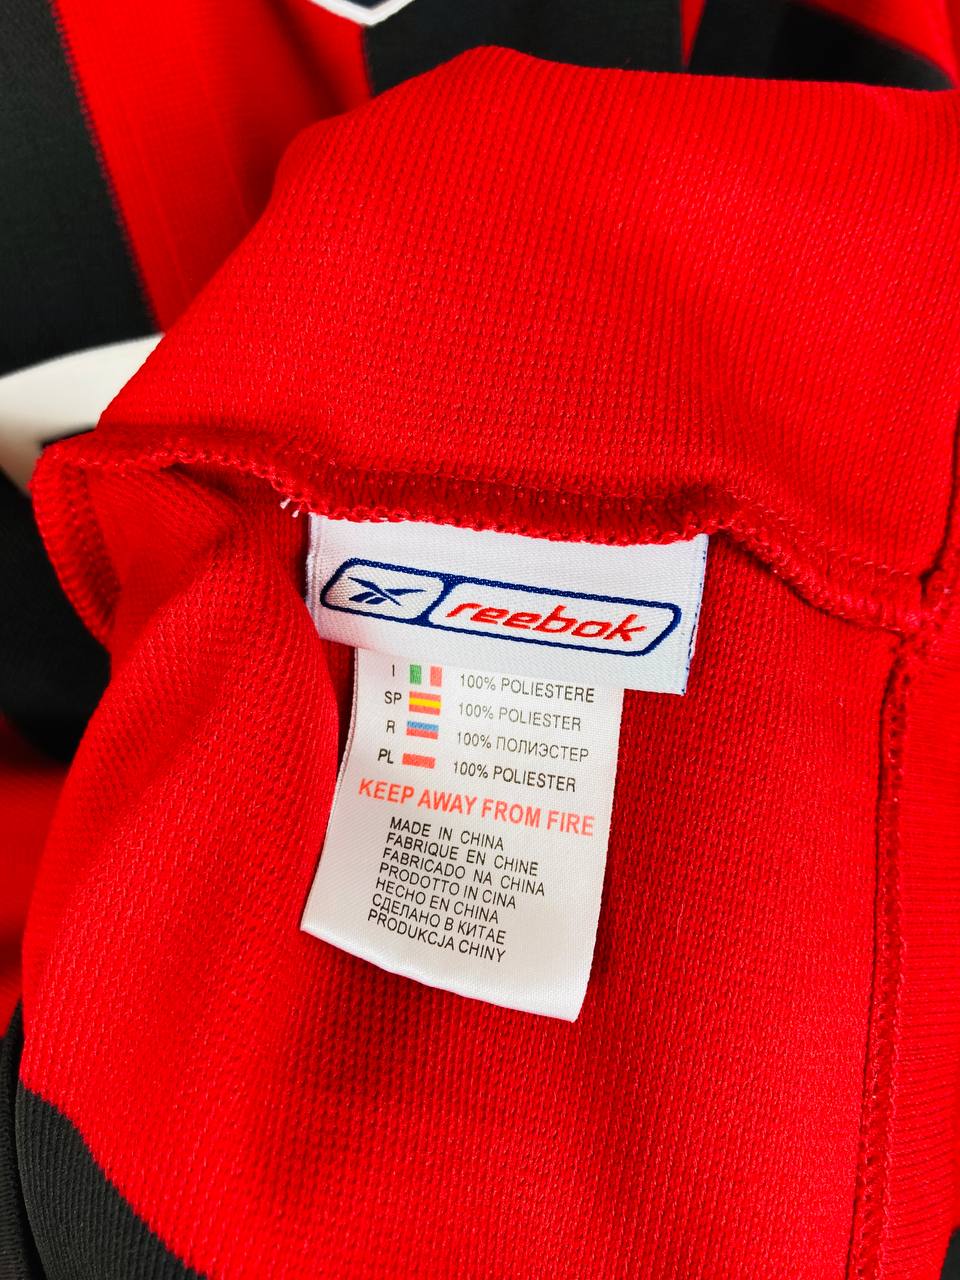 reebok
I 100% POLIESTERE
SP 100% POLIESTER
R 100% ПОЛИЭСТЕР
PL 100% POLIESTER
KEEP AWAY FROM FIRE
MADE IN CHINA
FABRIQUE EN CHINE
FABRICADO NA CHINA
PRODOTTO IN CINA
HECHO EN CHINA
СДЕЛАНО В КИТАЕ
PRODUKCJA CHINY